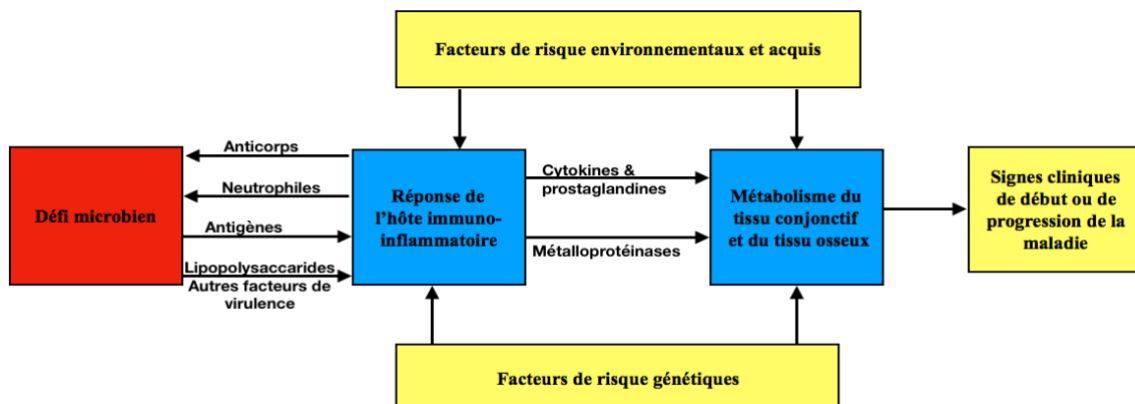 Facteurs de risque environnementaux et acquis
Défi microbien
Anticorps
Neutrophiles
Antigènes
Lipopolysaccarides
Autres facteurs de
virulence
Réponse de
l’hôte immuno-
inflammatoire
Cytokines &
prostaglandines
Métalloprotéinases
Métabolisme du
tissu conjonctif
et du tissu osseux
Signes cliniques
de début ou de
progression de la
maladie
Facteurs de risque génétiques